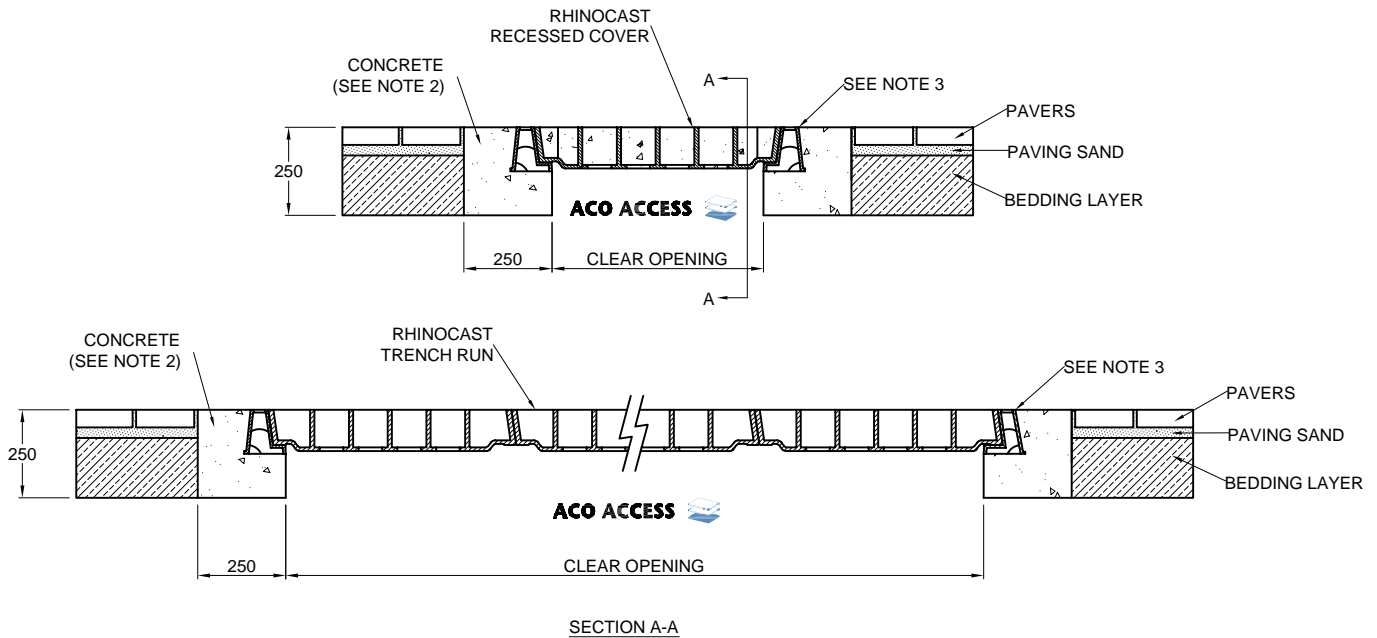 RHINOCAST
RECESSED COVER
CONCRETE
(SEE NOTE 2)
A
SEE NOTE 3
PAVERS
PAVING SAND
BEDDING LAYER
250
ACO ACCESS
250
CLEAR OPENING
A
CONCRETE
(SEE NOTE 2)
RHINOCAST
TRENCH RUN
SEE NOTE 3
PAVERS
PAVING SAND
BEDDING LAYER
250
ACO ACCESS
250
CLEAR OPENING
SECTION A-A